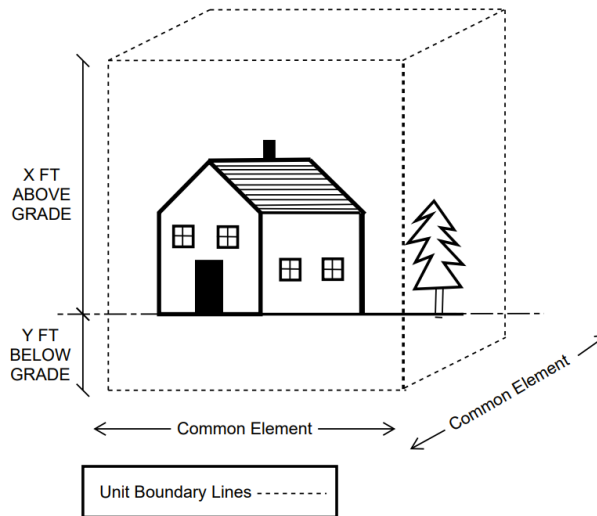 X FT
ABOVE
GRADE
Y FT
BELOW
GRADE
Common Element
Common Element
Unit Boundary Lines